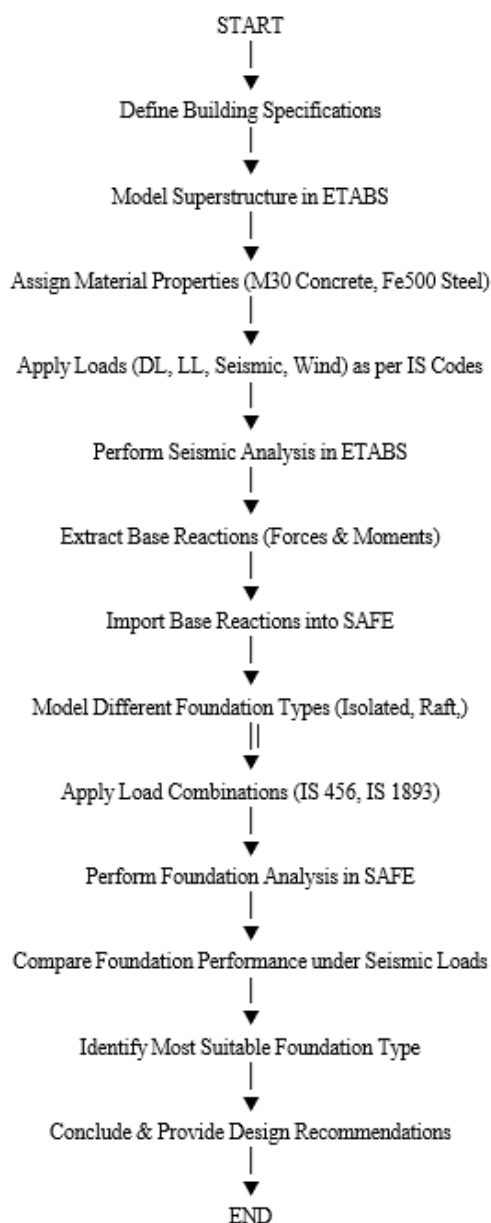 START
Define Building Specifications
Model Superstructure in ETABS
Assign Material Properties (M30 Concrete, Fe500 Steel)
Apply Loads (DL, LL, Seismic, Wind) as per IS Codes
Perform Seismic Analysis in ETABS
Extract Base Reactions (Forces & Moments)
Import Base Reactions into SAFE
Model Different Foundation Types (Isolated, Raft,)
Apply Load Combinations (IS 456, IS 1893)
Perform Foundation Analysis in SAFE
Compare Foundation Performance under Seismic Loads
Identify Most Suitable Foundation Type
Conclude & Provide Design Recommendations
END